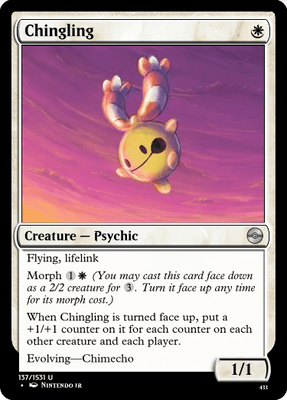 Chingling
Creature — Psychic
Flying, lifelink
Morph 1 (You may cast this card face down
as a 2/2 creature for 3. Turn it face up any
time for its morph cost.)
When Chingling is turned face up, put a
+1/+1 counter on it for each counter on each
other creature and each player.
Evolving—Chimecho
1/1
137/1531 U
• Nintendo
431